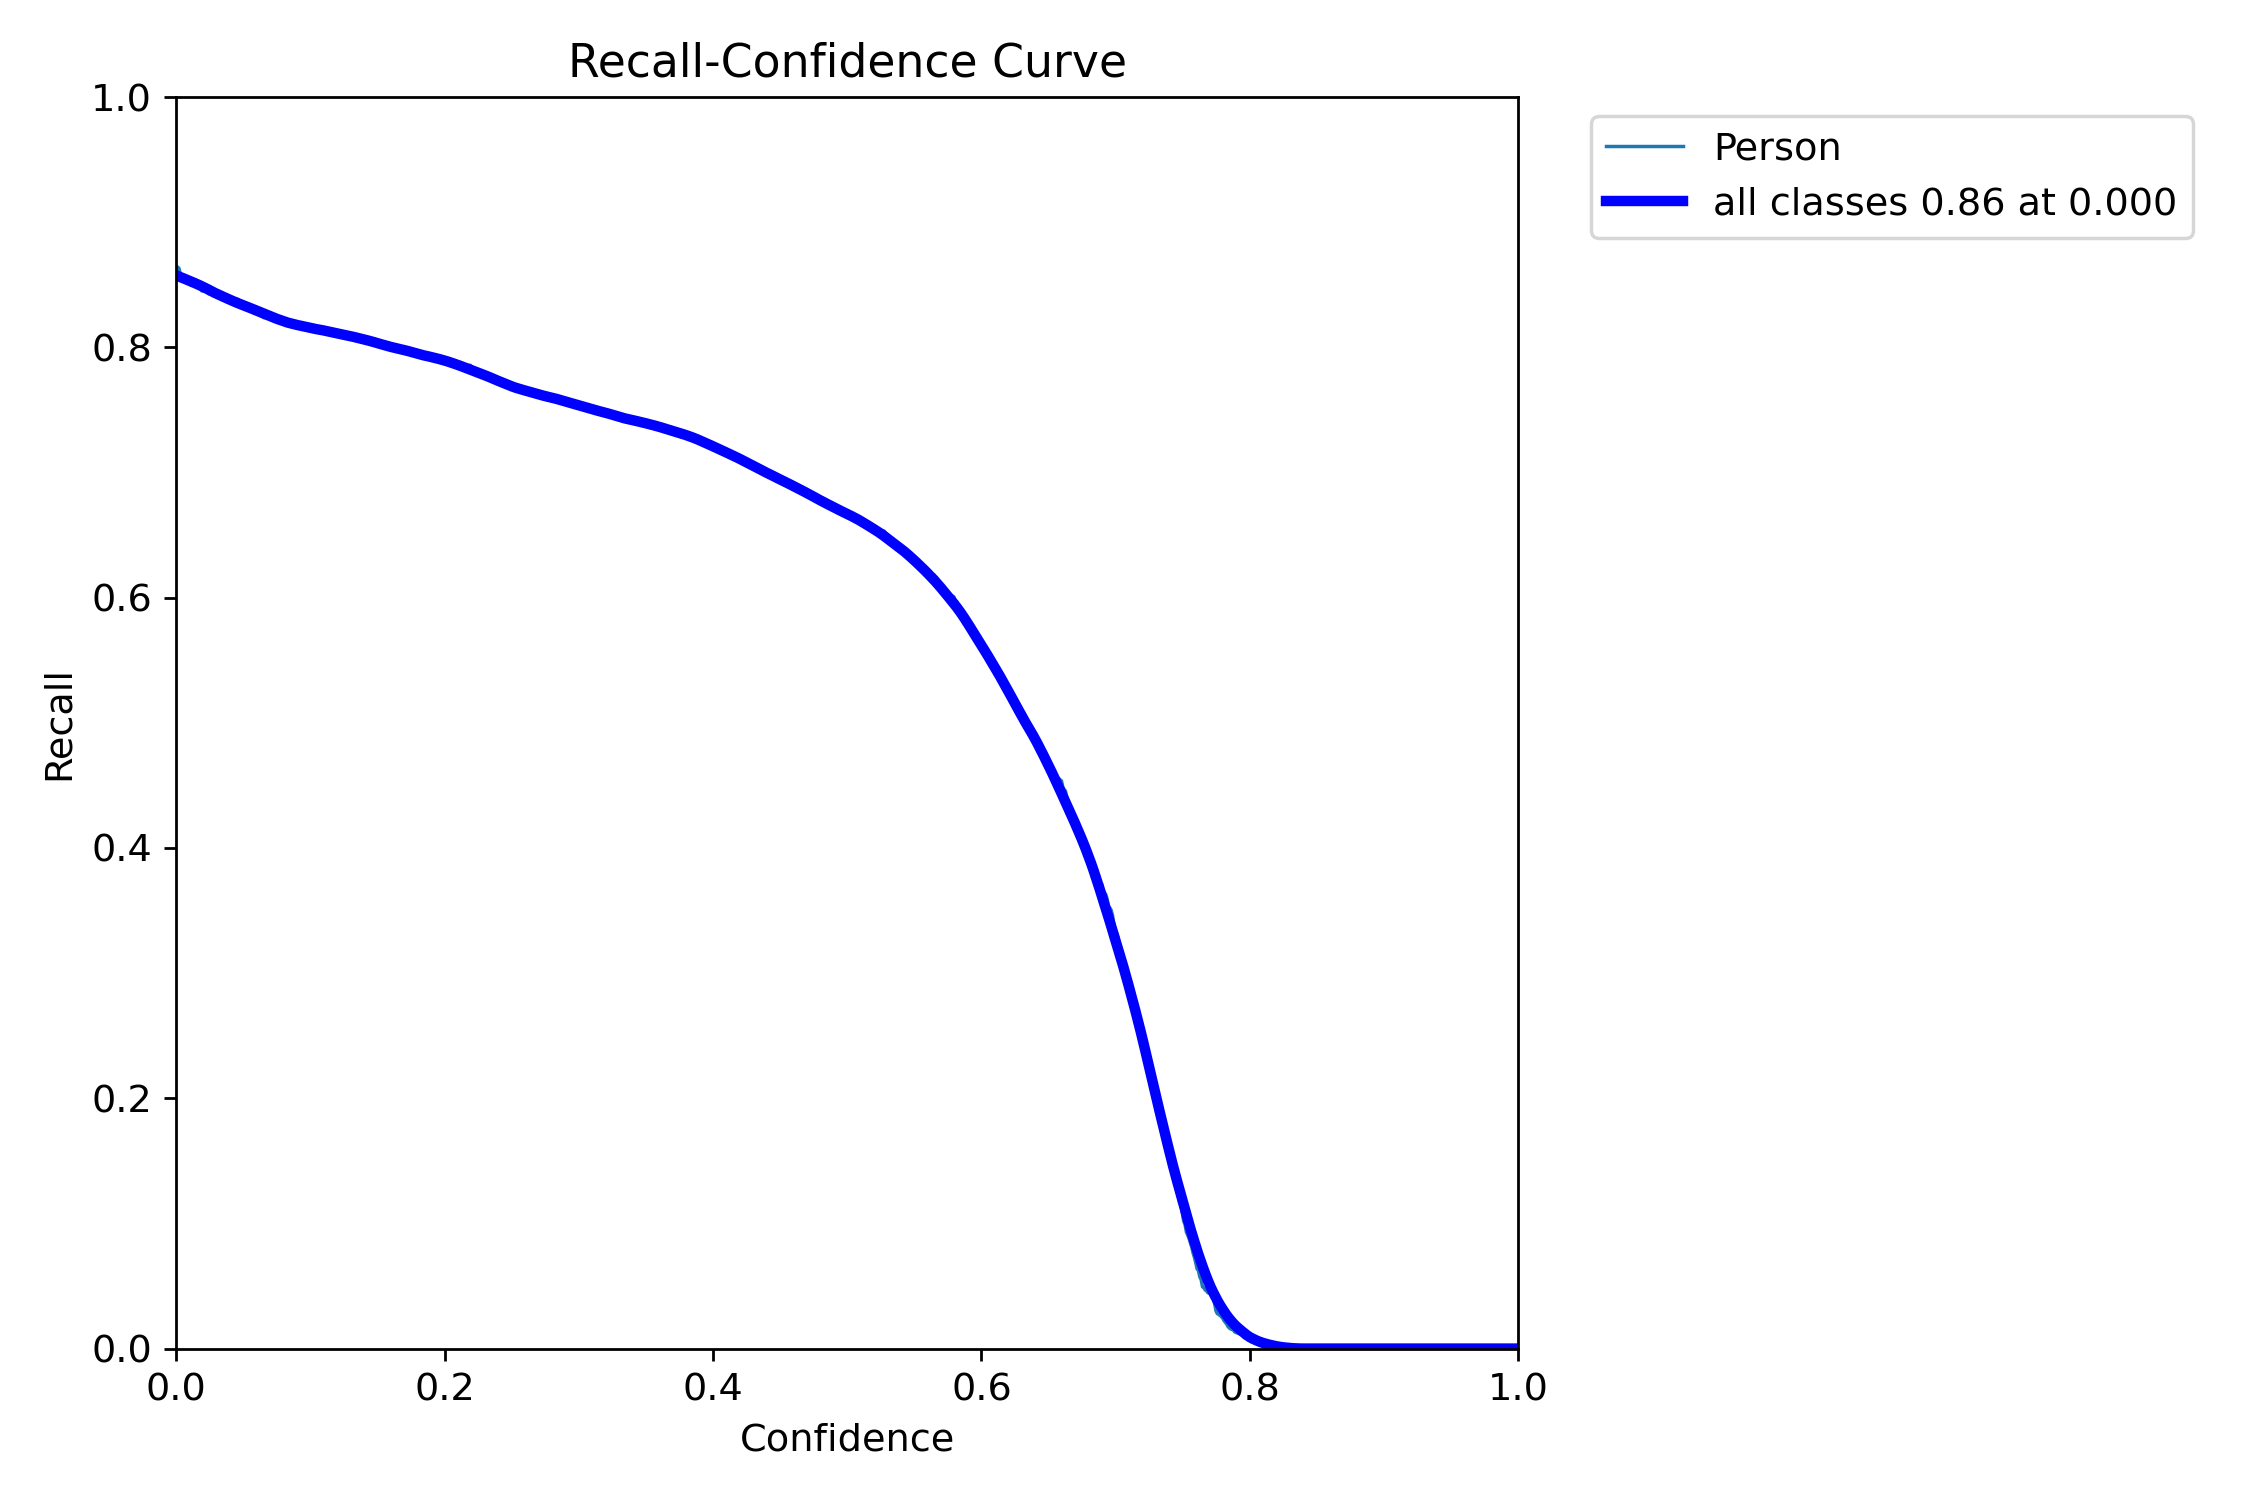 Recall-Confidence Curve
1.0
0.8
0.6
0.4
0.2
0.0
Recall
0.0 0.2 0.4 0.6 0.8 1.0
Confidence
Person
all classes 0.86 at 0.000